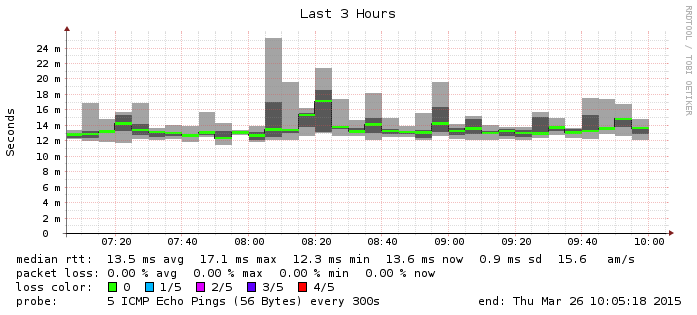 Last 3 Hours
RRDTOOL / TOBI OETIKER
Seconds
24 m
22 m
20 m
18 m
16 m
14 m
12 m
10 m
8 m
6 m
4 m
2 m
0
07:20 07:40 08:00 08:20 08:40 09:00 09:20 09:40 10:00
median rtt: 13.5 ms avg 17.1 ms max 12.3 ms min 13.6 ms now 0.9 ms sd 15.6 am/s
packet loss: 0.00 % avg 0.00 % max 0.00 % min 0.00 % now
loss color: 0 1/5 2/5 3/5 4/5
probe: 5 ICMP Echo Pings (56 Bytes) every 300s end: Thu Mar 26 10:05:18 2015